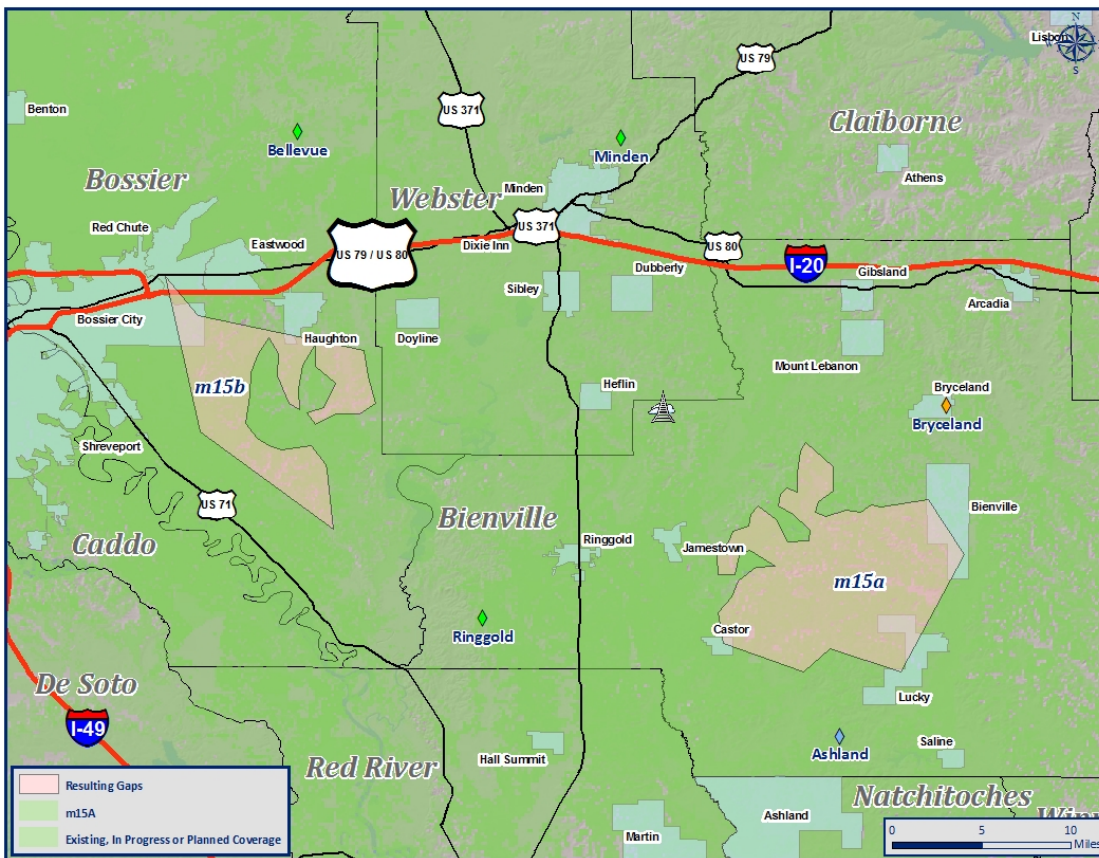 N
Lisbon
W
S
US 79
US 371
Benton
Bellevue
Minden
Claiborne
Athens
Bossier
Webster
Minden
Red Chute
Eastwood
US 79 / US 80
Dixie Inn
US 371
US 80
I-20
Dubberly
Gibsland
Sibley
Arcadia
Bossier City
Haughton
Doyline
Mount Lebanon
m15b
Heflin
Bryceland
Bryceland
Shreveport
US 71
Bienville
Bienville
Caddo
Ringgold
Jamestown
m15a
Castor
Ringgold
De Soto
Lucky
I-49
Ashland
Saline
Hall Summit
Red River
Resulting Gaps
m15A
Existing, In Progress or Planned Coverage
Natchitoches
Ashland
Martin
0 5 10
Miles